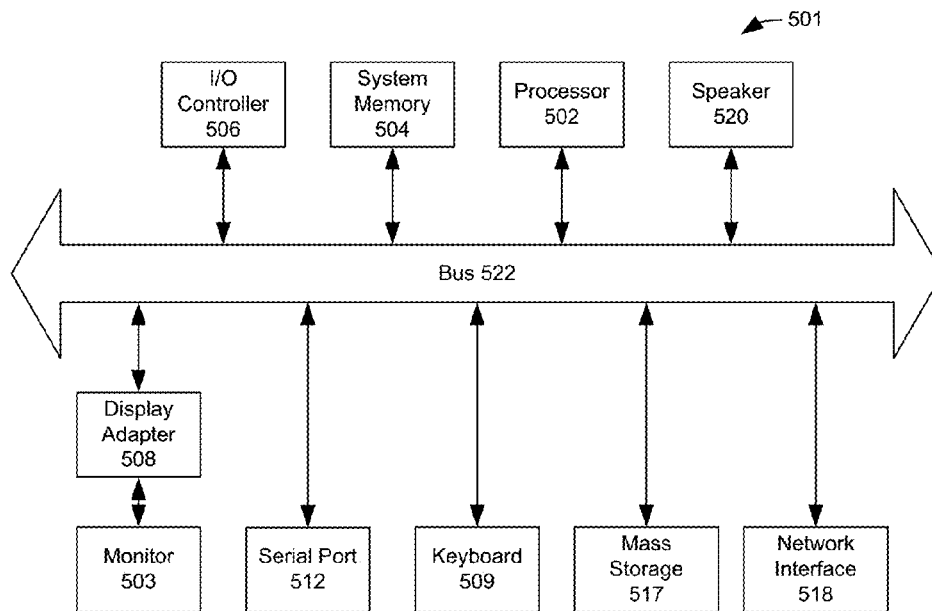 501
I/O
Controller
506
System
Memory
504
Processor
502
Speaker
520
Bus 522
Display
Adapter
508
Monitor
503
Serial Port
512
Keyboard
509
Mass
Storage
517
Network
Interface
518